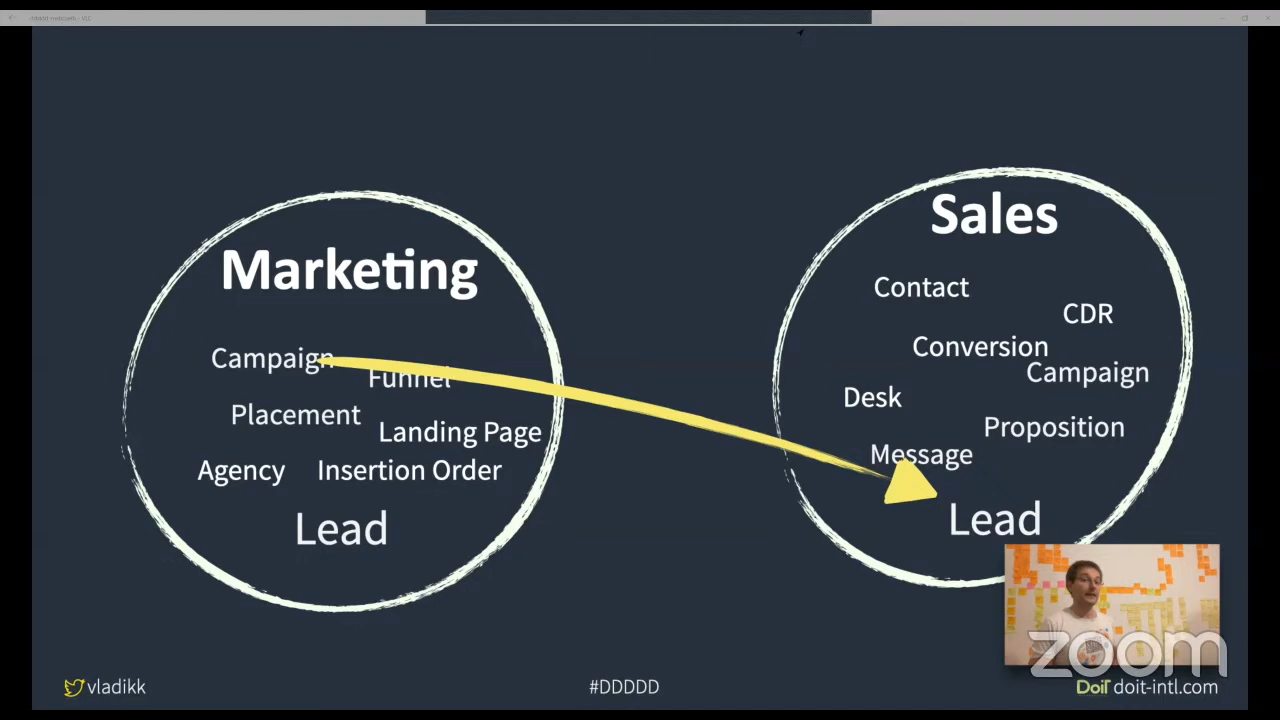 Marketing
Campaign
Funnel
Placement
Landing Page
Agency
Insertion Order
Lead
Sales
Contact
CDR
Conversion
Campaign
Desk
Proposition
Message
Lead
zoom
vladikk
#DDDDD
DoiT doit-intl.com